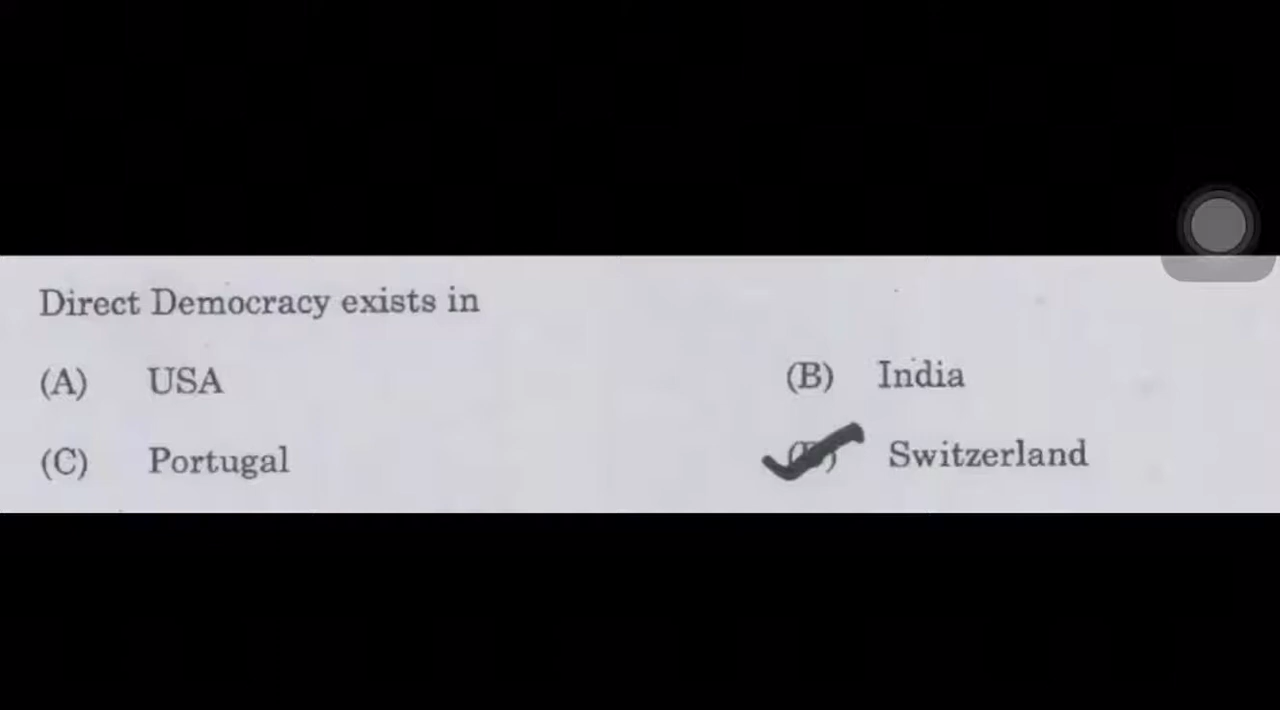 Direct Democracy exists in
(A) USA
(B) India
(C) Portugal
(D) Switzerland